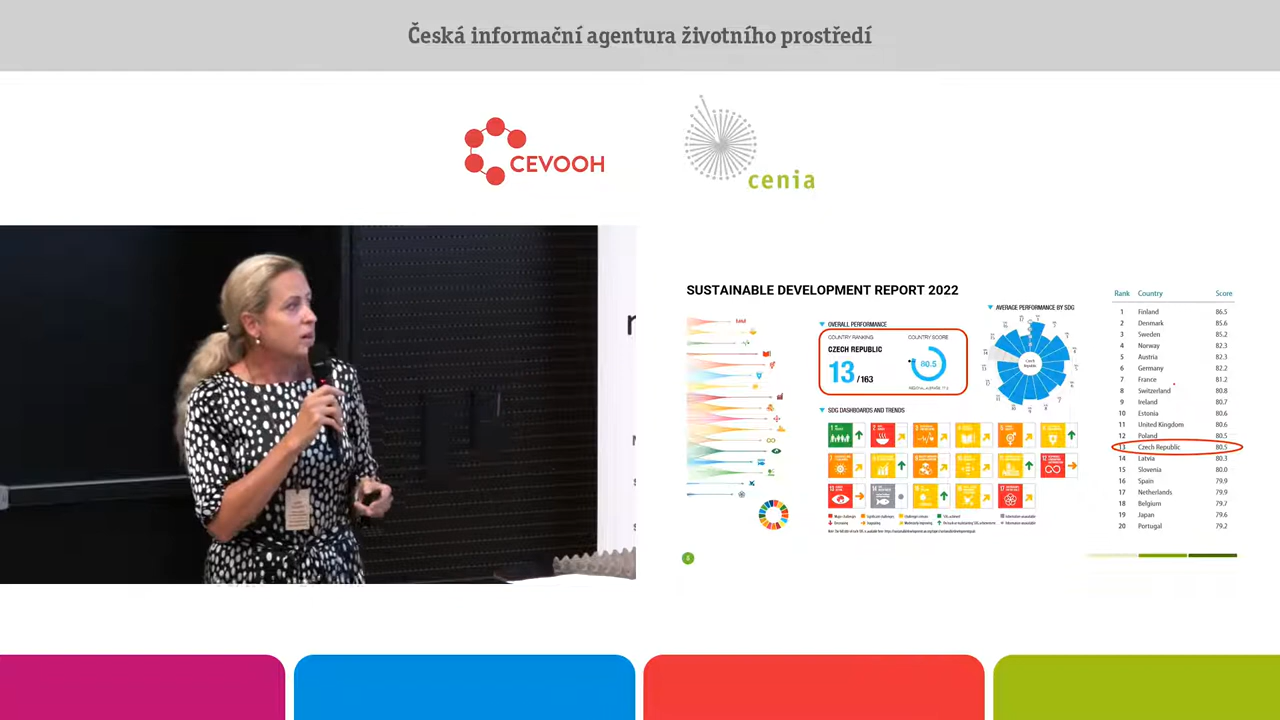 Česká informační agentura životního prostředí
CEVOOH
cenia
SUSTAINABLE DEVELOPMENT REPORT 2022
OVERALL PERFORMANCE
COUNTRY RANKING
COUNTRY SCORE
CZECH REPUBLIC
13 /163
80.5
AVERAGE PERFORMANCE BY SDG
Czech Republic
SDG DASHBOARDS AND TRENDS
Rank Country Score
1 Finland 86.5
2 Denmark 85.6
3 Sweden 85.2
4 Norway 82.3
5 Austria 82.3
6 Germany 82.2
7 France 81.2
8 Switzerland 80.8
9 Ireland 80.7
10 Estonia 80.6
11 United Kingdom 80.6
12 Poland 80.5
13 Czech Republic 80.5
14 Latvia 80.3
15 Slovenia 80.0
16 Spain 79.9
17 Netherlands 79.9
18 Belgium 79.7
19 Japan 79.6
20 Portugal 79.2